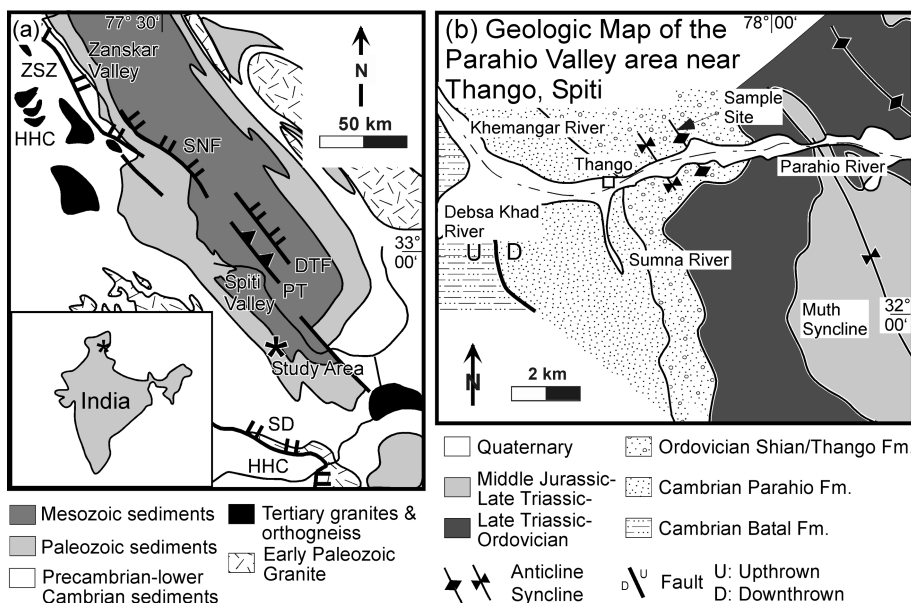 (a)
77° 30'
ZSZ
Zanskar
Valley
HHC
N
50 km
SNF
33°
00'
DTF
PT
Spiti
Valley
Study Area
India
SD
HHC
Mesozoic sediments
Paleozoic sediments
Precambrian-lower
Cambrian sediments
Tertiary granites &
orthogneiss
Early Paleozoic
Granite
(b) Geologic Map of the
Parahio Valley area near
Thango, Spiti
78° 00'
Khemangar River
Sample
Site
Thango
Parahio River
Debsa Khad
River
U D
Sumna River
Muth
Syncline
32°
00'
N
2 km
Quaternary
Middle Jurassic-
Late Triassic-
Late Triassic-
Ordovician
Ordovician Shian/Thango Fm.
Cambrian Parahio Fm.
Cambrian Batal Fm.
Anticline
Syncline
D U
Fault
U: Upthrown
D: Downthrown